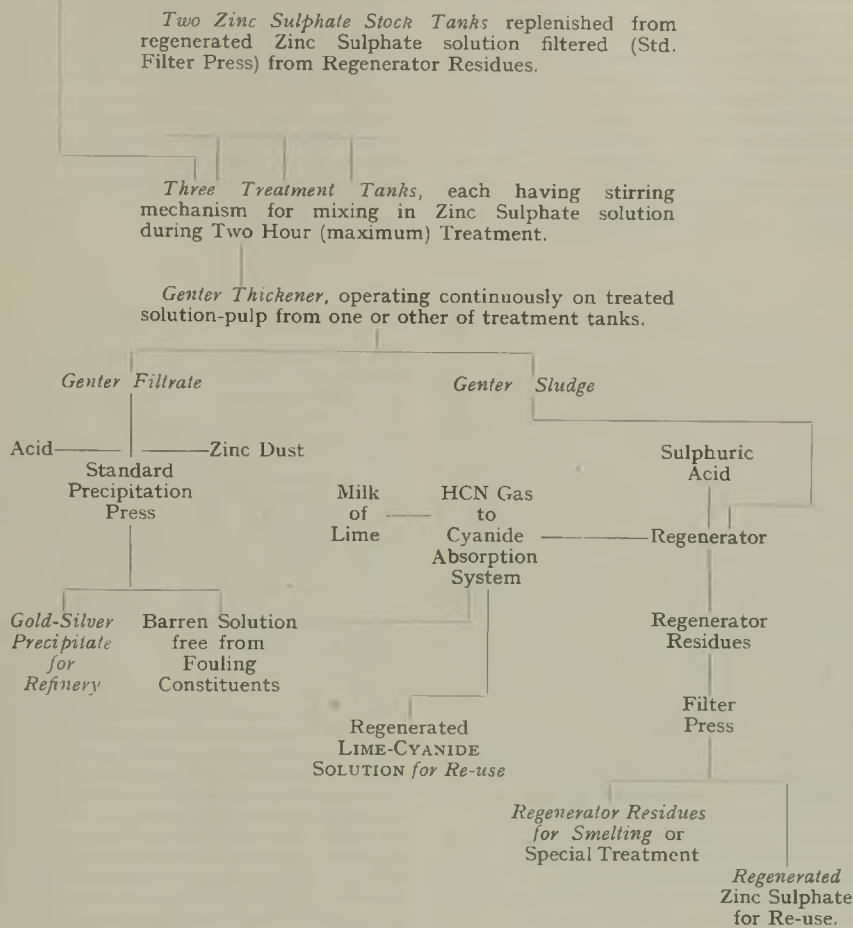 Two Zinc Sulphate Stock Tanks replenished from
regenerated Zinc Sulphate solution filtered (Std.
Filter Press) from Regenerator Residues.
Three Treatment Tanks, each having stirring
mechanism for mixing in Zinc Sulphate solution
during Two Hour (maximum) Treatment.
Genter Thickener, operating continuously on treated
solution-pulp from one or other of treatment tanks.
Genter Filtrate
Genter Sludge
Acid
Zinc Dust
Standard
Precipitation
Press
Milk
of
Lime
HCN Gas
to
Cyanide
Absorption
System
Sulphuric
Acid
Regenerator
Gold-Silver
Precipitate
for
Refinery
Barren Solution
free from
Fouling
Constituents
Regenerator
Residues
Filter
Press
Regenerated
LIME-CYANIDE
SOLUTION for Re-use
Regenerator Residues
for Smelting or
Special Treatment
Regenerated
Zinc Sulphate
for Re-use.